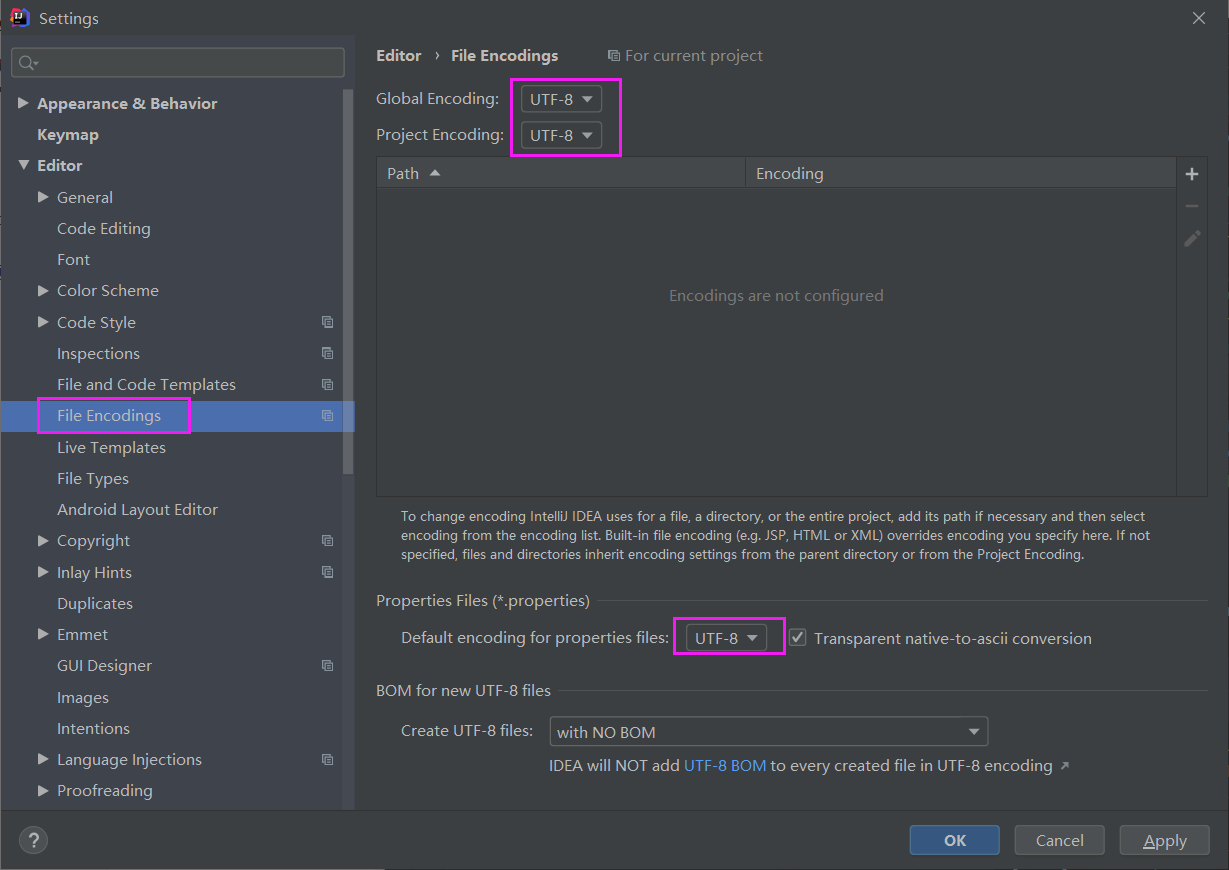 Settings
Appearance & Behavior
Keymap
Editor
General
Code Editing
Font
Color Scheme
Code Style
Inspections
File and Code Templates
File Encodings
Live Templates
File Types
Android Layout Editor
Copyright
Inlay Hints
Duplicates
Emmet
GUI Designer
Images
Intentions
Language Injections
Proofreading
Editor › File Encodings For current project
Global Encoding: UTF-8
Project Encoding: UTF-8
Path Encoding
Encodings are not configured
To change encoding IntelliJ IDEA uses for a file, a directory, or the entire project, add its path if necessary and then select
encoding from the encoding list. Built-in file encoding (e.g. JSP, HTML or XML) overrides encoding you specify here. If not
specified, files and directories inherit encoding settings from the parent directory or from the Project Encoding.
Properties Files (*.properties)
Default encoding for properties files: UTF-8 Transparent native-to-ascii conversion
BOM for new UTF-8 files
Create UTF-8 files: with NO BOM
IDEA will NOT add UTF-8 BOM to every created file in UTF-8 encoding ↗
? OK Cancel Apply